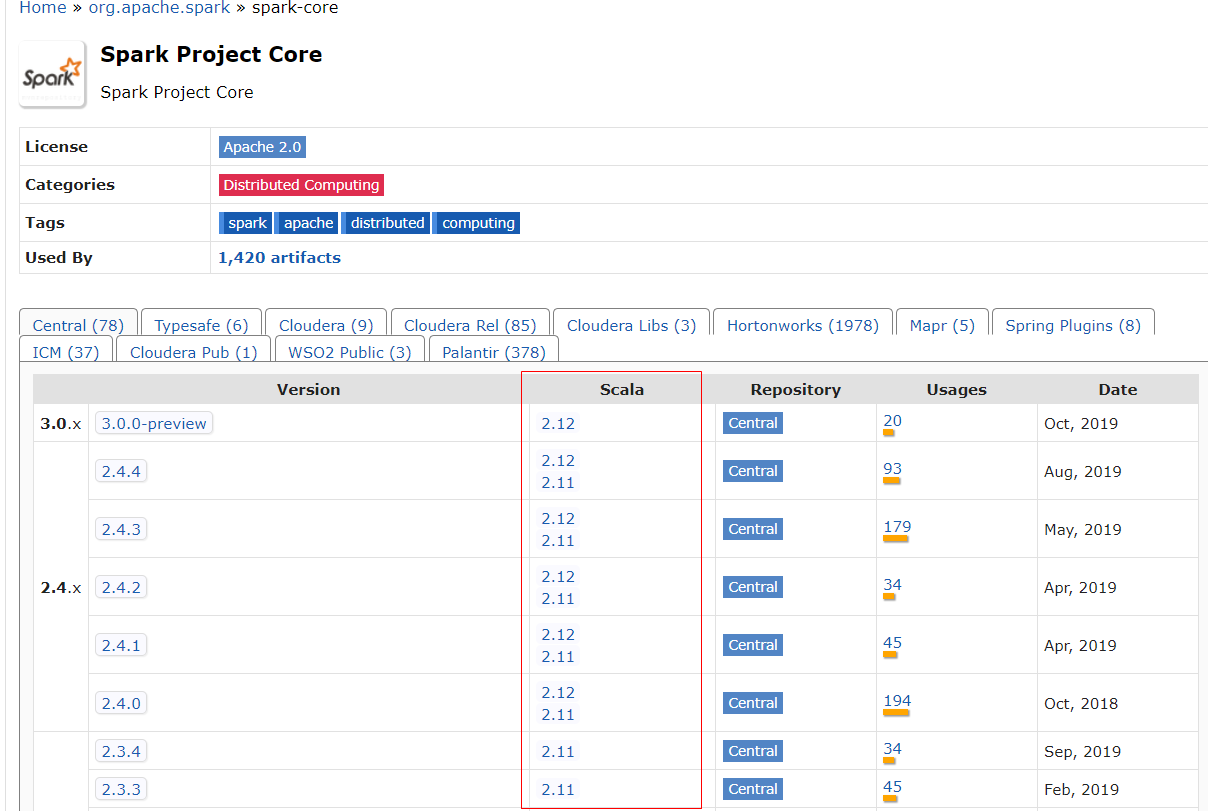 Home » org.apache.spark » spark-core
Spark
Spark Project Core
Spark Project Core
License Apache 2.0
Categories Distributed Computing
Tags spark apache distributed computing
Used By 1,420 artifacts
Central (78) Typesafe (6) Cloudera (9) Cloudera Rel (85) Cloudera Libs (3) Hortonworks (1978) Mapr (5) Spring Plugins (8)
ICM (37) Cloudera Pub (1) WSO2 Public (3) Palantir (378)
Version Scala Repository Usages Date
3.0.x 3.0.0-preview 2.12 Central 20 Oct, 2019
2.4.x
2.4.4 2.12 Central 93 Aug, 2019
2.11
2.4.3 2.12 Central 179 May, 2019
2.11
2.4.2 2.12 Central 34 Apr, 2019
2.11
2.4.1 2.12 Central 45 Apr, 2019
2.11
2.4.0 2.12 Central 194 Oct, 2018
2.11
2.3.4 2.11 Central 34 Sep, 2019
2.3.3 2.11 Central 45 Feb, 2019